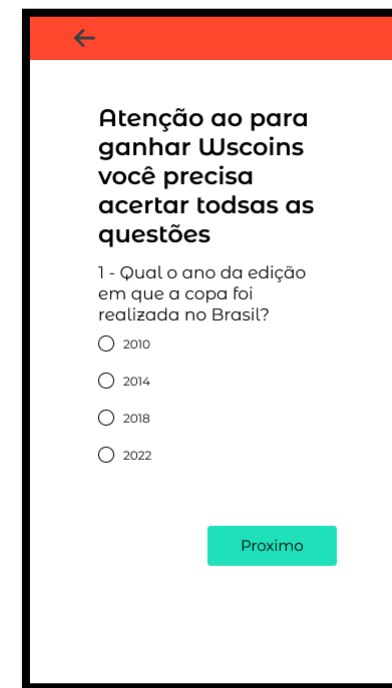 Atenção ao para
ganhar Wscoins
você precisa
acertar todsas as
questões
1 - Qual o ano da edição
em que a copa foi
realizada no Brasil?
2010
2014
2018
2022
Proximo